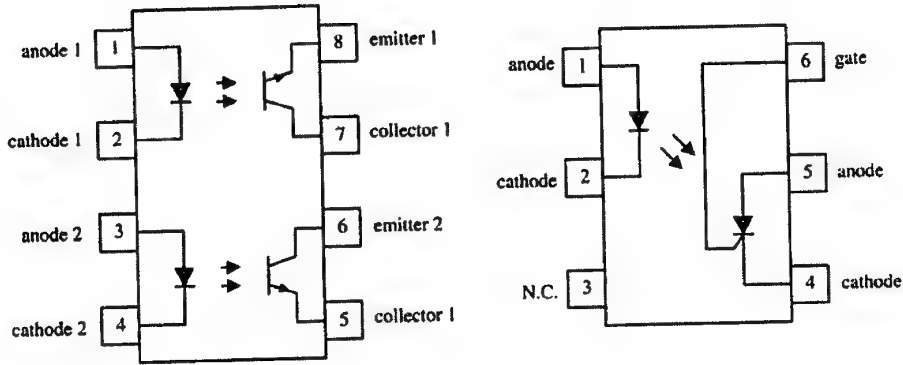 anode 1 1
8 emitter 1
cathode 1 2
7 collector 1
anode 2 3
6 emitter 2
cathode 2 4
5 collector 1
anode 1
6 gate
cathode 2
5 anode
N.C. 3
4 cathode